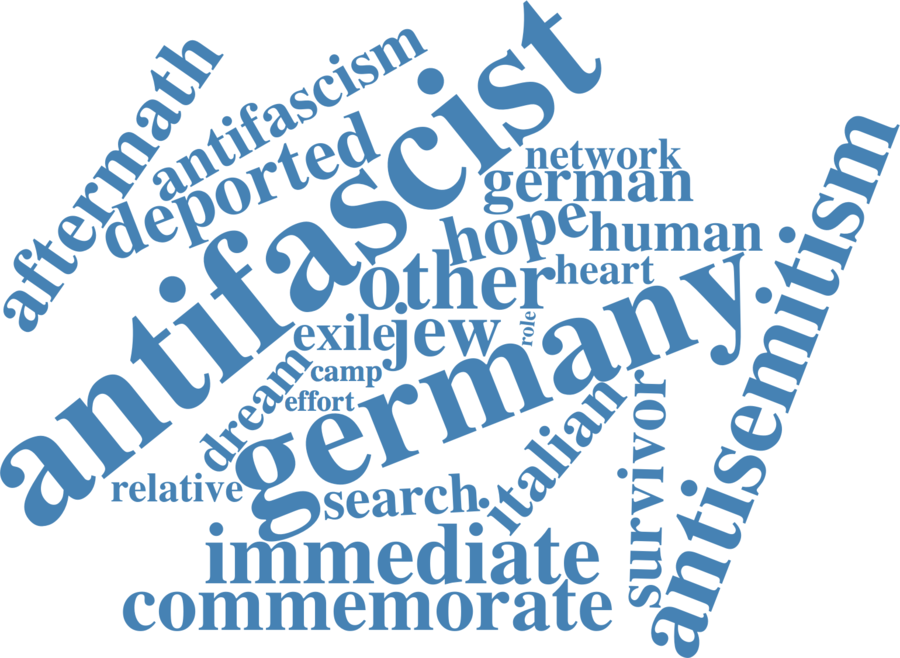 aftermath
antifascism
deported
antifascist
network
german
hope
human
other
heart
antisemitism
exile
jew
role
germany
camp
dream
effort
italian
survivor
relative
search
immediate
commemorate